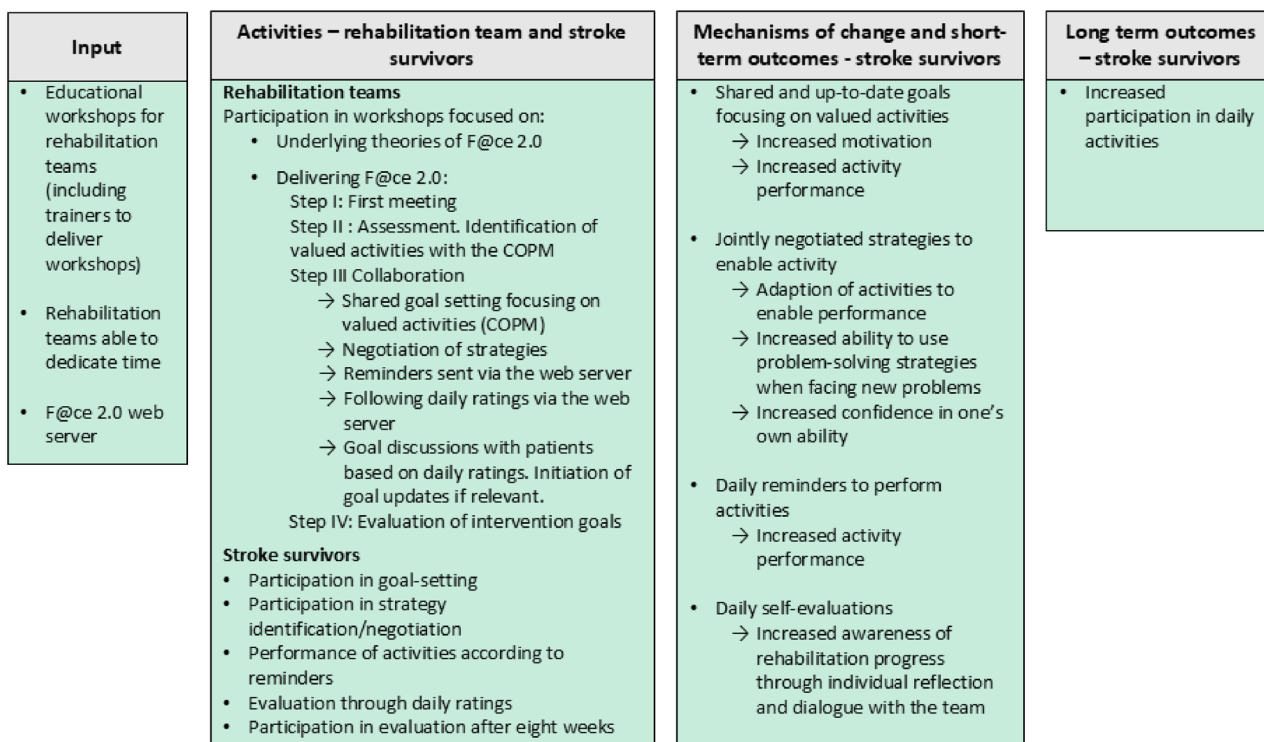 Input
• Educational
workshops for
rehabilitation
teams
(including
trainers to
deliver
workshops)
• Rehabilitation
teams able to
dedicate time
• F@ce 2.0 web
server
Activities – rehabilitation team and stroke
survivors
Rehabilitation teams
Participation in workshops focused on:
• Underlying theories of F@ce 2.0
• Delivering F@ce 2.0:
Step I: First meeting
Step II : Assessment. Identification of
valued activities with the COPM
Step III Collaboration
→ Shared goal setting focusing on
valued activities (COPM)
→ Negotiation of strategies
→ Reminders sent via the web server
→ Following daily ratings via the web
server
→ Goal discussions with patients
based on daily ratings. Initiation of
goal updates if relevant.
Step IV: Evaluation of intervention goals
Stroke survivors
• Participation in goal-setting
• Participation in strategy
identification/negotiation
• Performance of activities according to
reminders
• Evaluation through daily ratings
• Participation in evaluation after eight weeks
Mechanisms of change and short-
term outcomes - stroke survivors
• Shared and up-to-date goals
focusing on valued activities
→ Increased motivation
→ Increased activity
performance
• Jointly negotiated strategies to
enable activity
→ Adaption of activities to
enable performance
→ Increased ability to use
problem-solving strategies
when facing new problems
→ Increased confidence in one's
own ability
• Daily reminders to perform
activities
→ Increased activity
performance
• Daily self-evaluations
→ Increased awareness of
rehabilitation progress
through individual reflection
and dialogue with the team
Long term outcomes
– stroke survivors
• Increased
participation in daily
activities